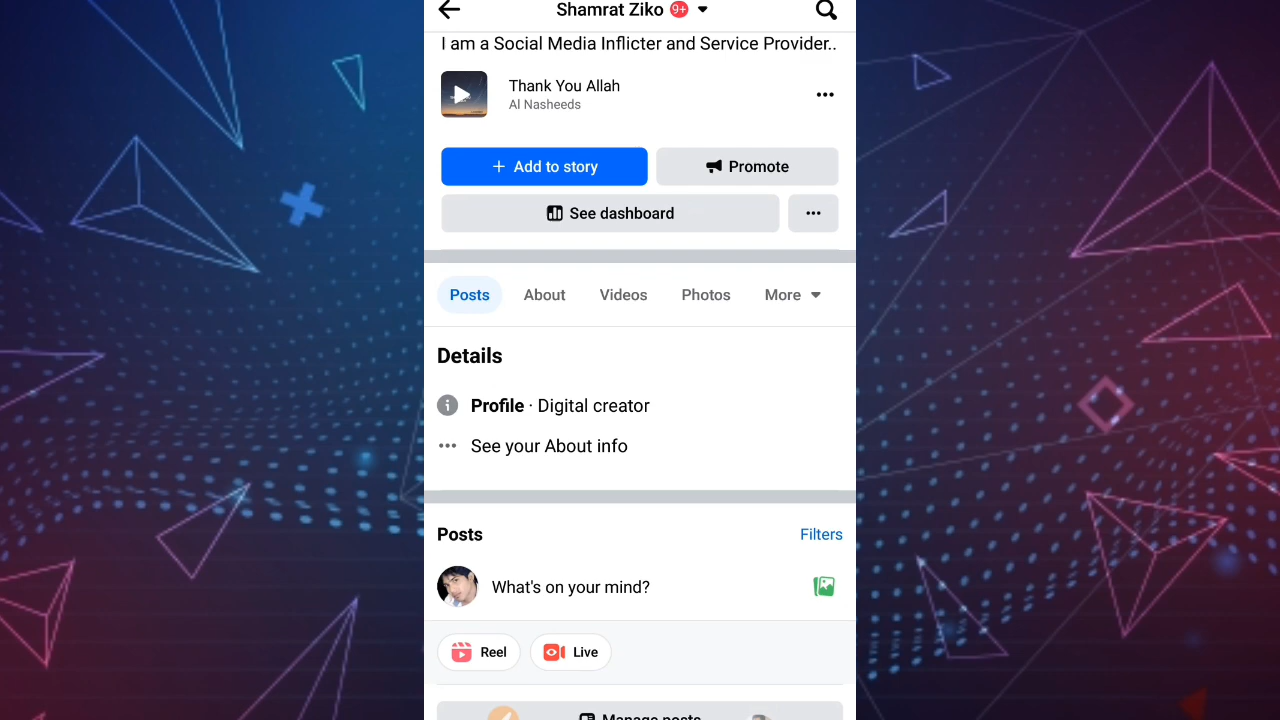 Shamrat Ziko 9+
I am a Social Media Inflicter and Service Provider..
Thank You Allah
Al Nasheeds
+ Add to story
Promote
See dashboard
Posts About Videos Photos More
Details
Profile · Digital creator
See your About info
Posts Filters
What's on your mind?
Reel Live
Manage posts